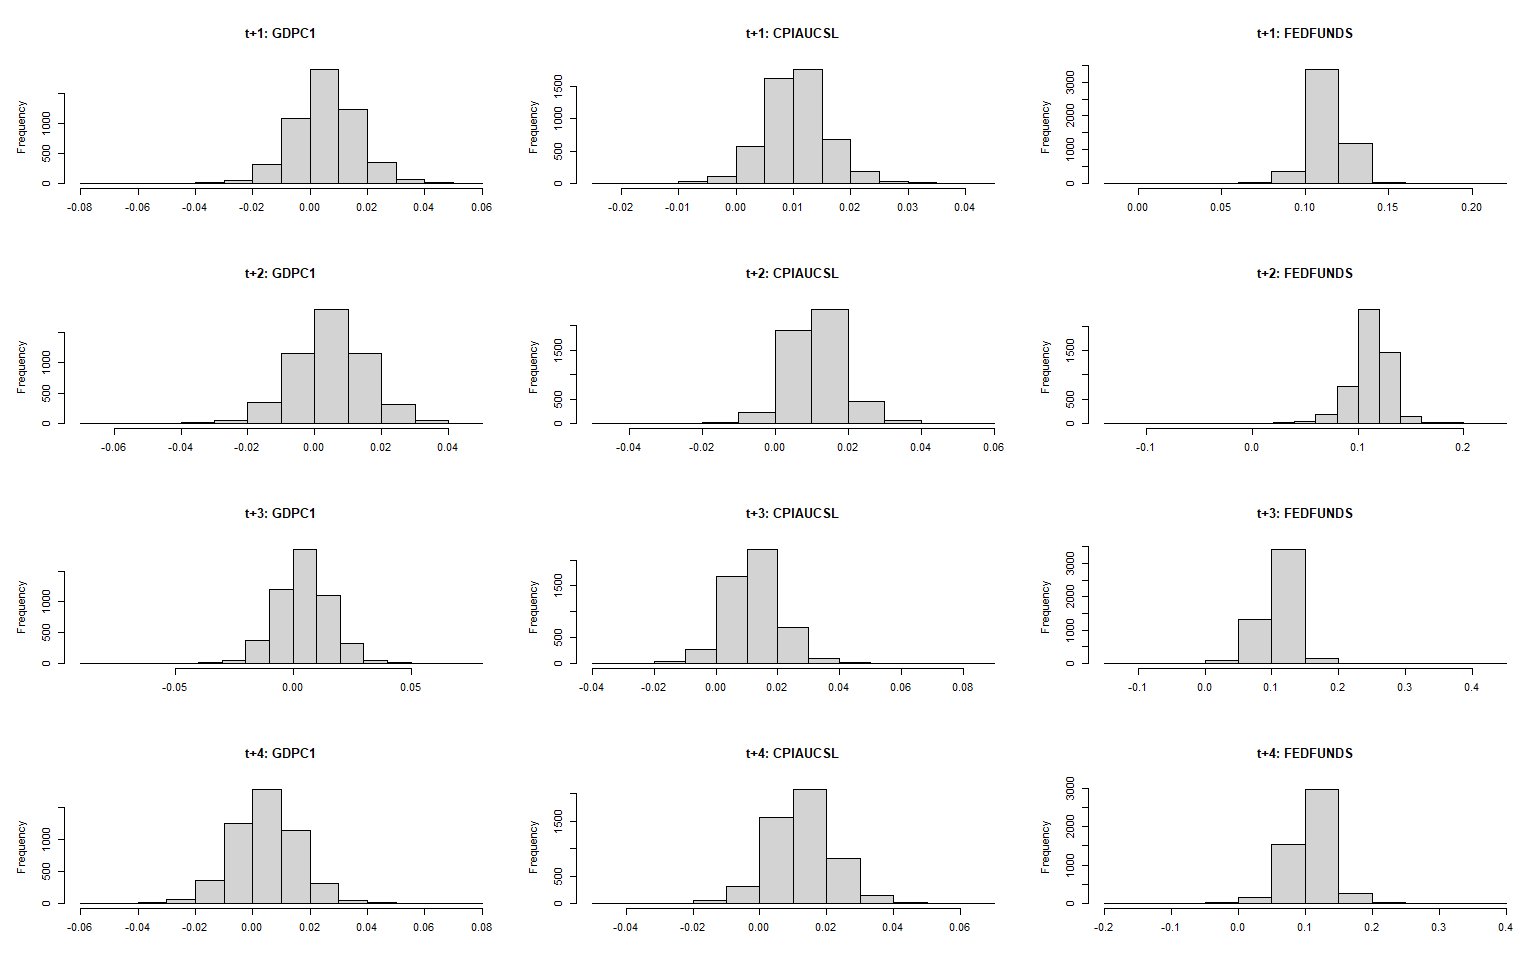 t+1: GDPC1
Frequency
0 500 1000
-0.08 -0.06 -0.04 -0.02 0.00 0.02 0.04 0.06
t+1: CPIAUCSL
Frequency
0 500 1000 1500
-0.02 -0.01 0.00 0.01 0.02 0.03 0.04
t+1: FEDFUNDS
Frequency
0 1000 2000 3000
0.00 0.05 0.10 0.15 0.20
t+2: GDPC1
Frequency
0 500 1000
-0.06 -0.04 -0.02 0.00 0.02 0.04
t+2: CPIAUCSL
Frequency
0 500 1500
-0.04 -0.02 0.00 0.02 0.04 0.06
t+2: FEDFUNDS
Frequency
0 500 1500
-0.1 0.0 0.1 0.2
t+3: GDPC1
Frequency
0 500 1000
-0.05 0.00 0.05
t+3: CPIAUCSL
Frequency
0 500 1500
-0.04 -0.02 0.00 0.02 0.04 0.06 0.08
t+3: FEDFUNDS
Frequency
0 1000 2000 3000
-0.1 0.0 0.1 0.2 0.3 0.4
t+4: GDPC1
Frequency
0 500 1000
-0.06 -0.04 -0.02 0.00 0.02 0.04 0.06 0.08
t+4: CPIAUCSL
Frequency
0 500 1500
-0.04 -0.02 0.00 0.02 0.04 0.06
t+4: FEDFUNDS
Frequency
0 1000 2000 3000
-0.2 -0.1 0.0 0.1 0.2 0.3 0.4